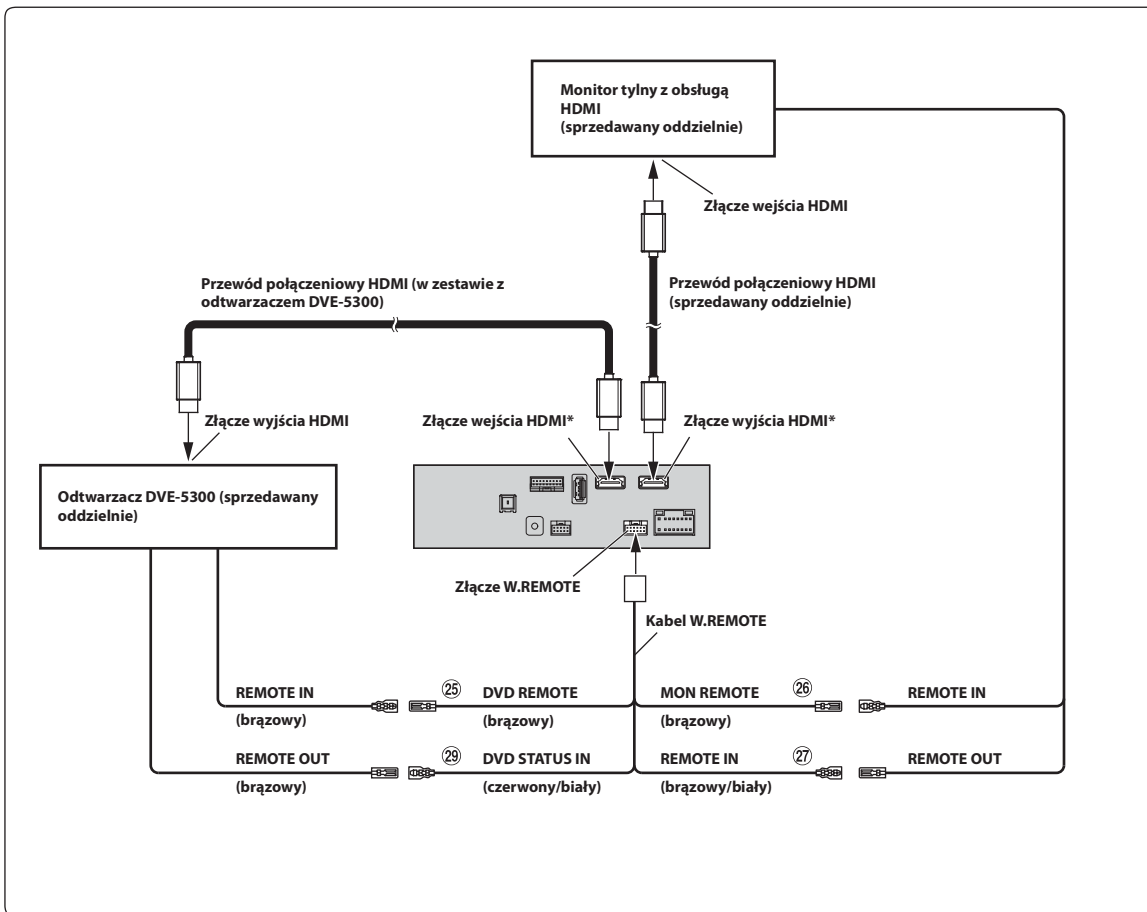 Monitor tylny z obsługą
HDMI
(sprzedawany oddzielnie)
Złącze wejścia HDMI
Przewód połączeniowy HDMI (w zestawie z
odtwarzaczem DVE-5300)
Przewód połączeniowy HDMI
(sprzedawany oddzielnie)
Złącze wyjścia HDMI
Złącze wejścia HDMI*
Złącze wyjścia HDMI*
Odtwarzacz DVE-5300 (sprzedawany
oddzielnie)
Złącze W.REMOTE
Kabel W.REMOTE
REMOTE IN
(brązowy)
㉕
DVD REMOTE
(brązowy)
MON REMOTE
(brązowy)
㉖
REMOTE IN
REMOTE OUT
(brązowy)
㉙
DVD STATUS IN
(czerwony/biały)
REMOTE IN
(brązowy/biały)
㉗
REMOTE OUT